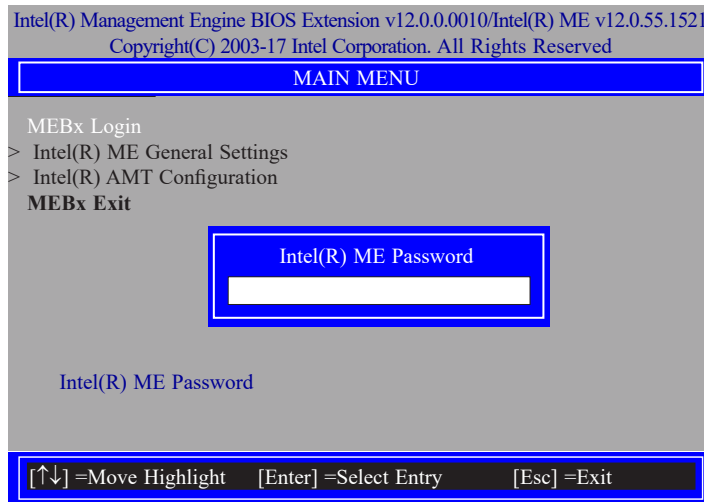 Intel(R) Management Engine BIOS Extension v12.0.0.0010/Intel(R) ME v12.0.55.1521
Copyright(C) 2003-17 Intel Corporation. All Rights Reserved
MAIN MENU
MEBx Login
> Intel(R) ME General Settings
> Intel(R) AMT Configuration
MEBx Exit
Intel(R) ME Password
Intel(R) ME Password
[↑↓] =Move Highlight [Enter] =Select Entry [Esc] =Exit